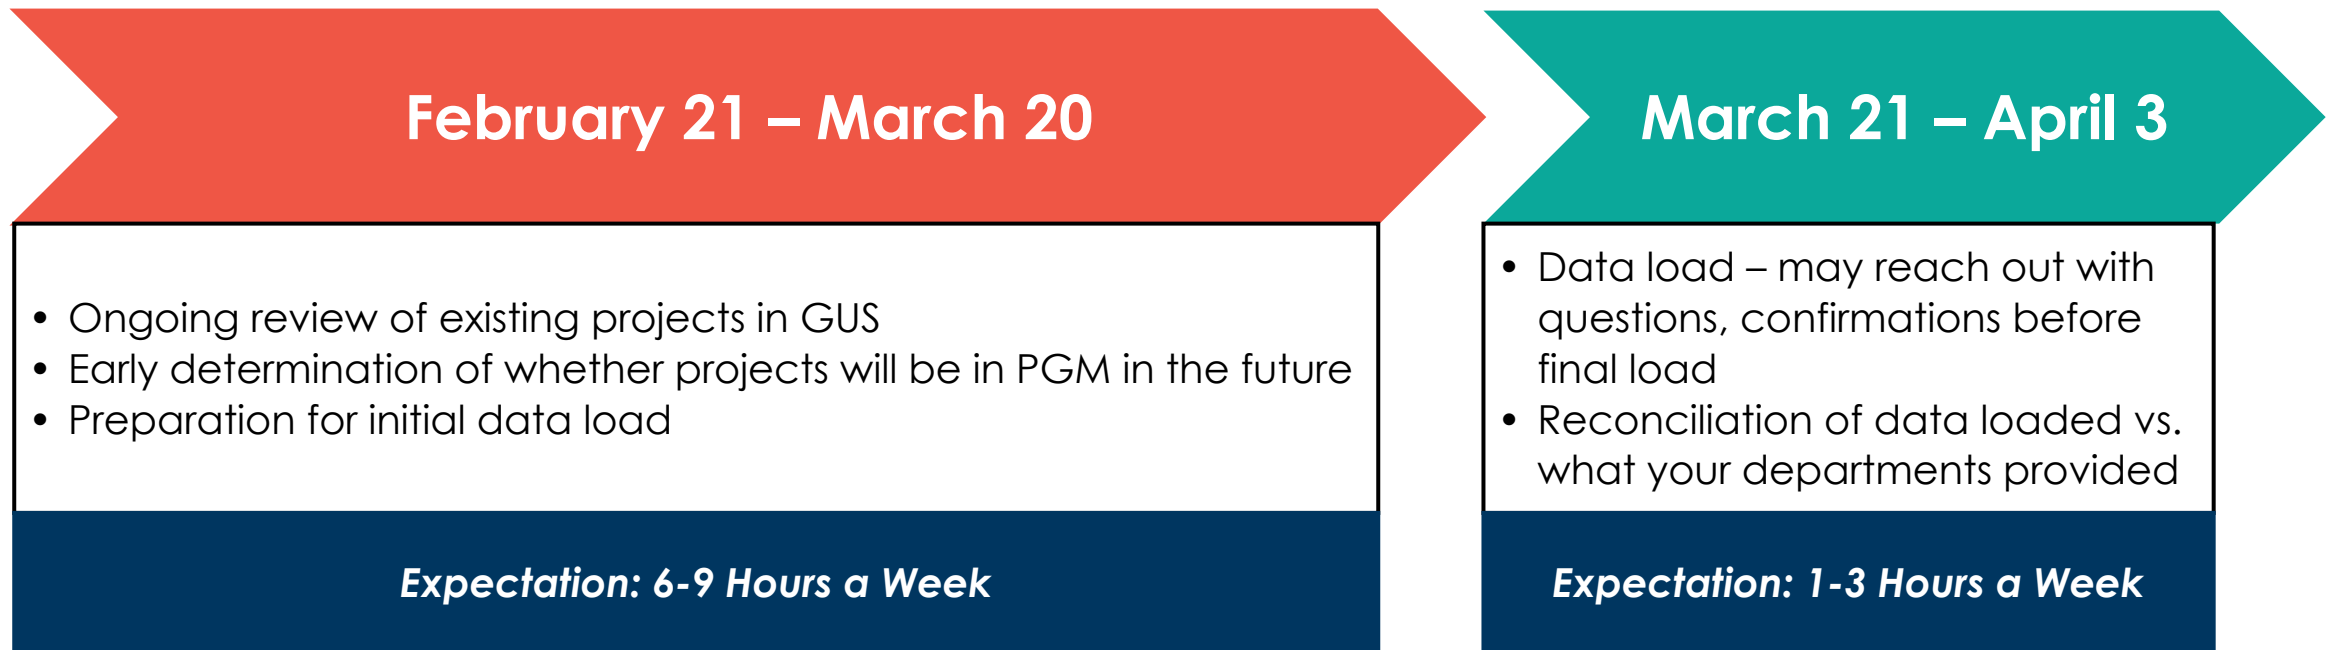 February 21 – March 20
• Ongoing review of existing projects in GUS
• Early determination of whether projects will be in PGM in the future
• Preparation for initial data load
Expectation: 6-9 Hours a Week
March 21 – April 3
• Data load – may reach out with
questions, confirmations before
final load
• Reconciliation of data loaded vs.
what your departments provided
Expectation: 1-3 Hours a Week